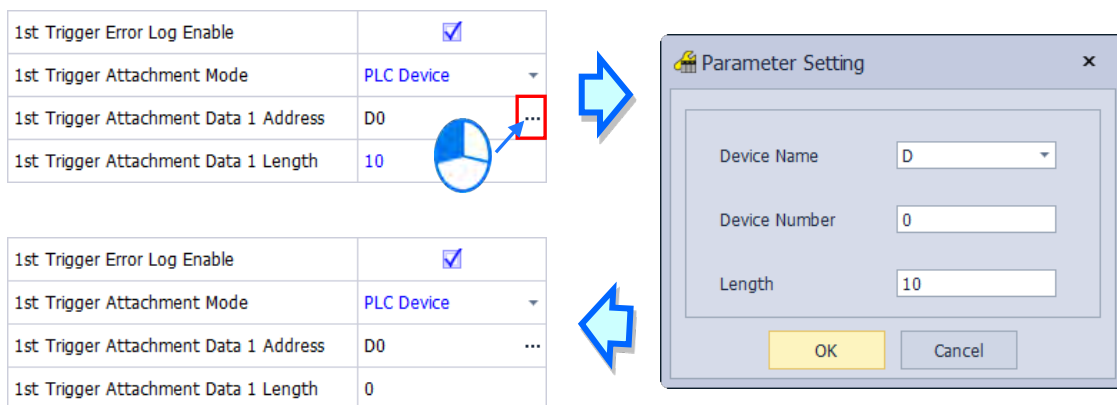 1st Trigger Error Log Enable
1st Trigger Attachment Mode PLC Device
1st Trigger Attachment Data 1 Address D0 ...
1st Trigger Attachment Data 1 Length 10
Parameter Setting x
Device Name D
Device Number 0
Length 10
OK Cancel
1st Trigger Error Log Enable
1st Trigger Attachment Mode PLC Device
1st Trigger Attachment Data 1 Address D0 ...
1st Trigger Attachment Data 1 Length 0